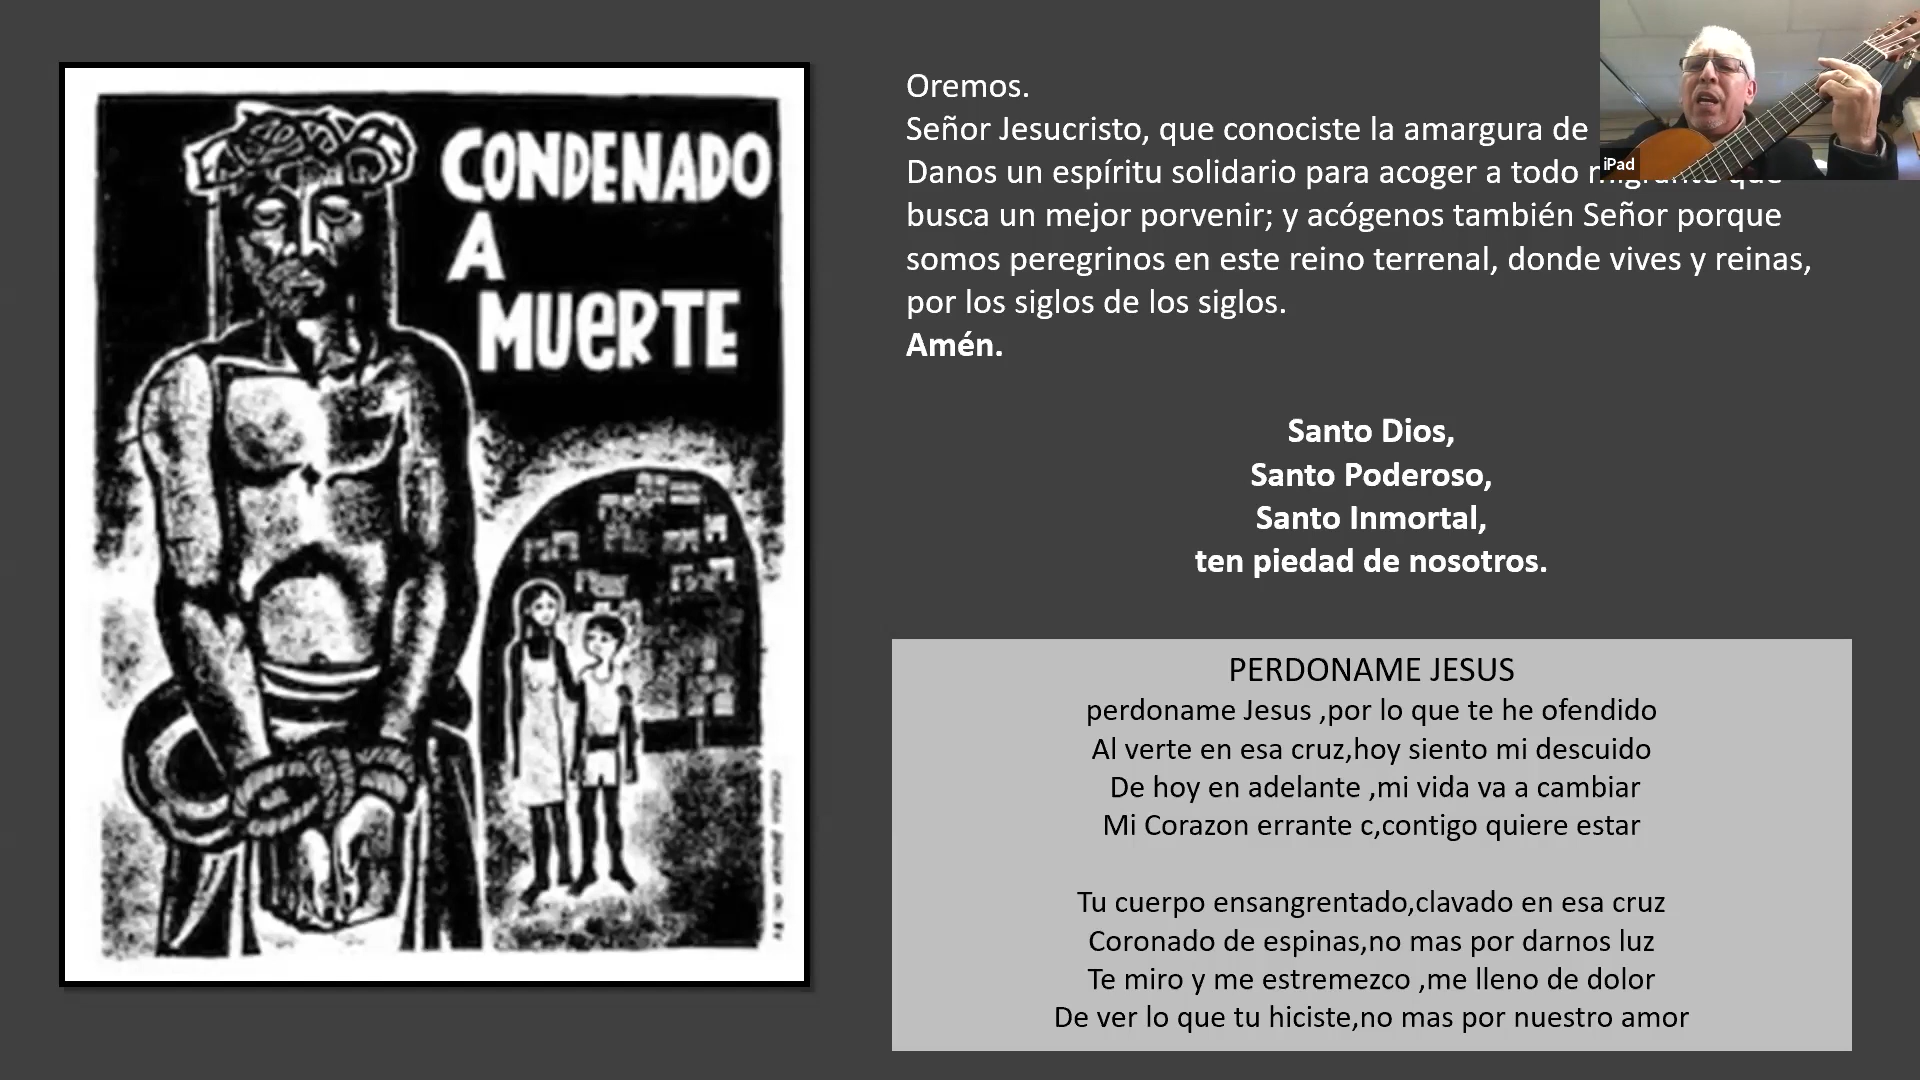 CONDENADO
A
MUERTE
Oremos.
Señor Jesucristo, que conociste la amargura de
Danos un espíritu solidario para acoger a todo migrante que
busca un mejor porvenir; y acógenos también Señor porque
somos peregrinos en este reino terrenal, donde vives y reinas,
por los siglos de los siglos.
Amén.
Santo Dios,
Santo Poderoso,
Santo Inmortal,
ten piedad de nosotros.
PERDONAME JESUS
perdoname Jesus ,por lo que te he ofendido
Al verte en esa cruz,hoy siento mi descuido
De hoy en adelante ,mi vida va a cambiar
Mi Corazon errante c,contigo quiere estar
Tu cuerpo ensangrentado,clavado en esa cruz
Coronado de espinas,no mas por darnos luz
Te miro y me estremezco ,me lleno de dolor
De ver lo que tu hiciste,no mas por nuestro amor
iPad